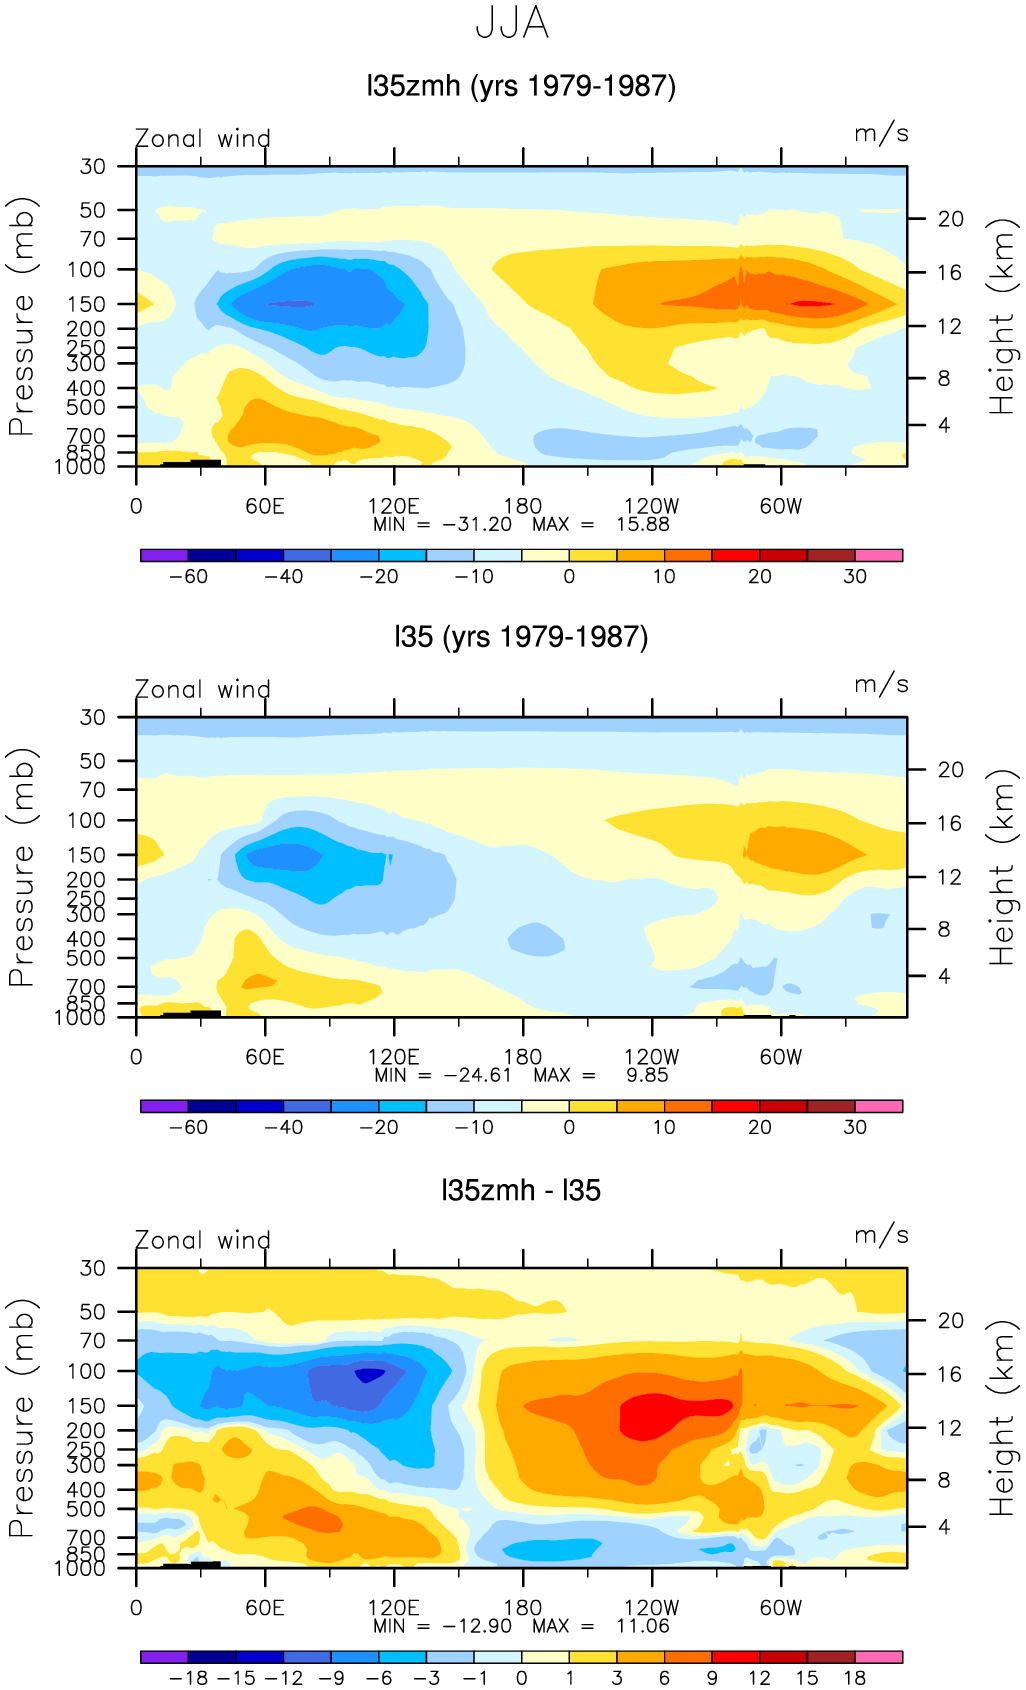 JJA
l35zmh (yrs 1979-1987)
Zonal wind m/s
30
50
70
100
150
200
250
300
400
500
700
850
1000
Pressure (mb)
20
16
12
8
4
Height (km)
0 60E 120E 180 120W 60W
MIN = -31.20 MAX = 15.88
-60 -40 -20 -10 0 10 20 30
l35 (yrs 1979-1987)
Zonal wind m/s
30
50
70
100
150
200
250
300
400
500
700
850
1000
Pressure (mb)
20
16
12
8
4
Height (km)
0 60E 120E 180 120W 60W
MIN = -24.61 MAX = 9.85
-60 -40 -20 -10 0 10 20 30
l35zmh - l35
Zonal wind m/s
30
50
70
100
150
200
250
300
400
500
700
850
1000
Pressure (mb)
20
16
12
8
4
Height (km)
0 60E 120E 180 120W 60W
MIN = -12.90 MAX = 11.06
-18 -15 -12 -9 -6 -3 -1 0 1 3 6 9 12 15 18